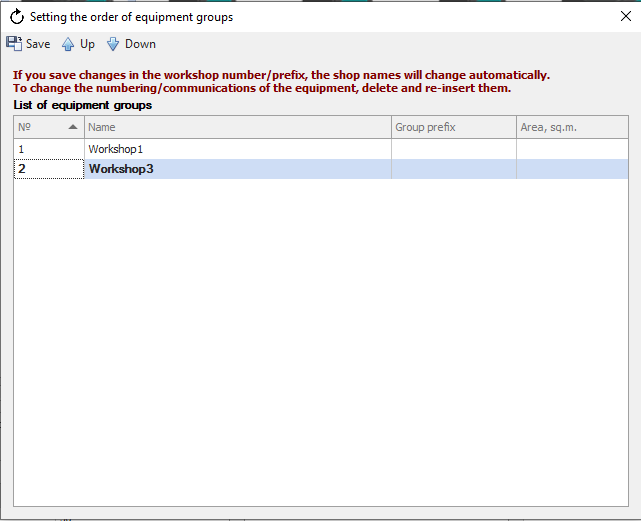 Setting the order of equipment groups
Save Up Down
If you save changes in the workshop number/prefix, the shop names will change automatically.
To change the numbering/communications of the equipment, delete and re-insert them.
List of equipment groups
Nº Name Group prefix Area, sq.m.
1 Workshop1
2 Workshop3